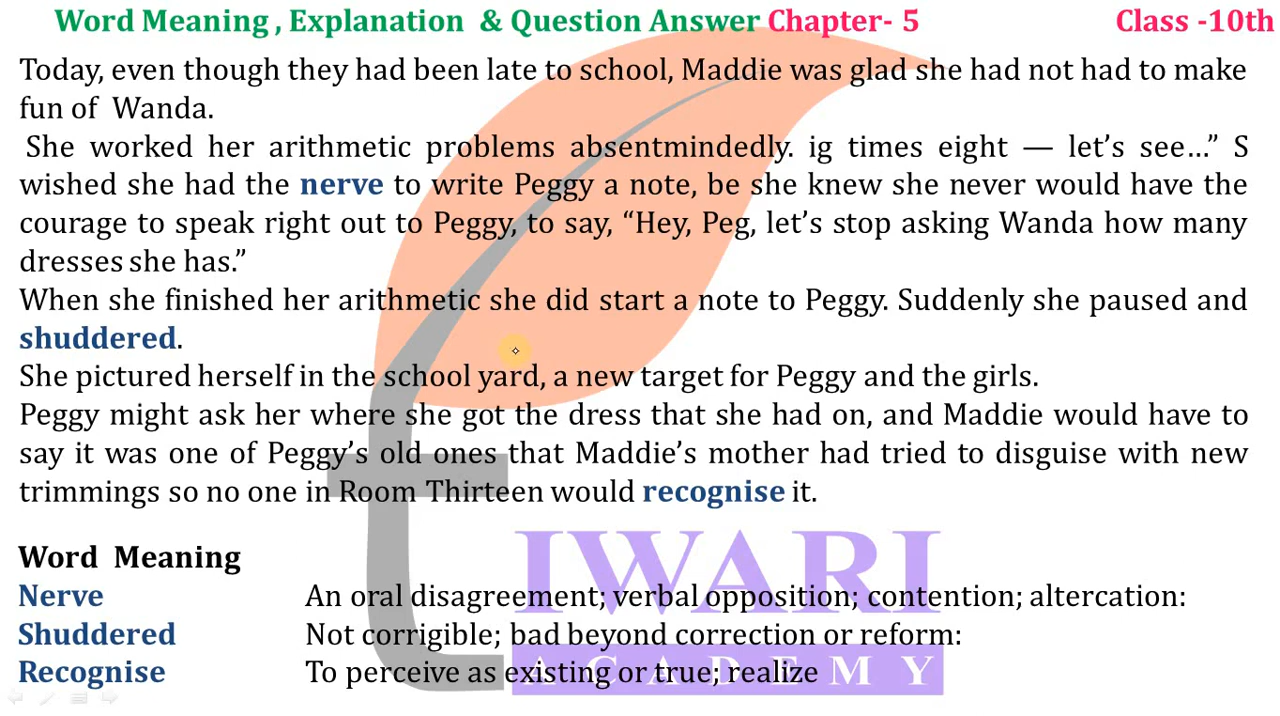 Word Meaning , Explanation & Question Answer Chapter- 5 Class -10th
Today, even though they had been late to school, Maddie was glad she had not had to make
fun of Wanda.
She worked her arithmetic problems absentmindedly. ig times eight — let’s see…” S
wished she had the nerve to write Peggy a note, be she knew she never would have the
courage to speak right out to Peggy, to say, “Hey, Peg, let’s stop asking Wanda how many
dresses she has.”
When she finished her arithmetic she did start a note to Peggy. Suddenly she paused and
shuddered.
She pictured herself in the school yard, a new target for Peggy and the girls.
Peggy might ask her where she got the dress that she had on, and Maddie would have to
say it was one of Peggy’s old ones that Maddie’s mother had tried to disguise with new
trimmings so no one in Room Thirteen would recognise it.
Word Meaning
Nerve An oral disagreement; verbal opposition; contention; altercation:
Shuddered Not corrigible; bad beyond correction or reform:
Recognise To perceive as existing or true; realize
TIWARI
ACADEMY